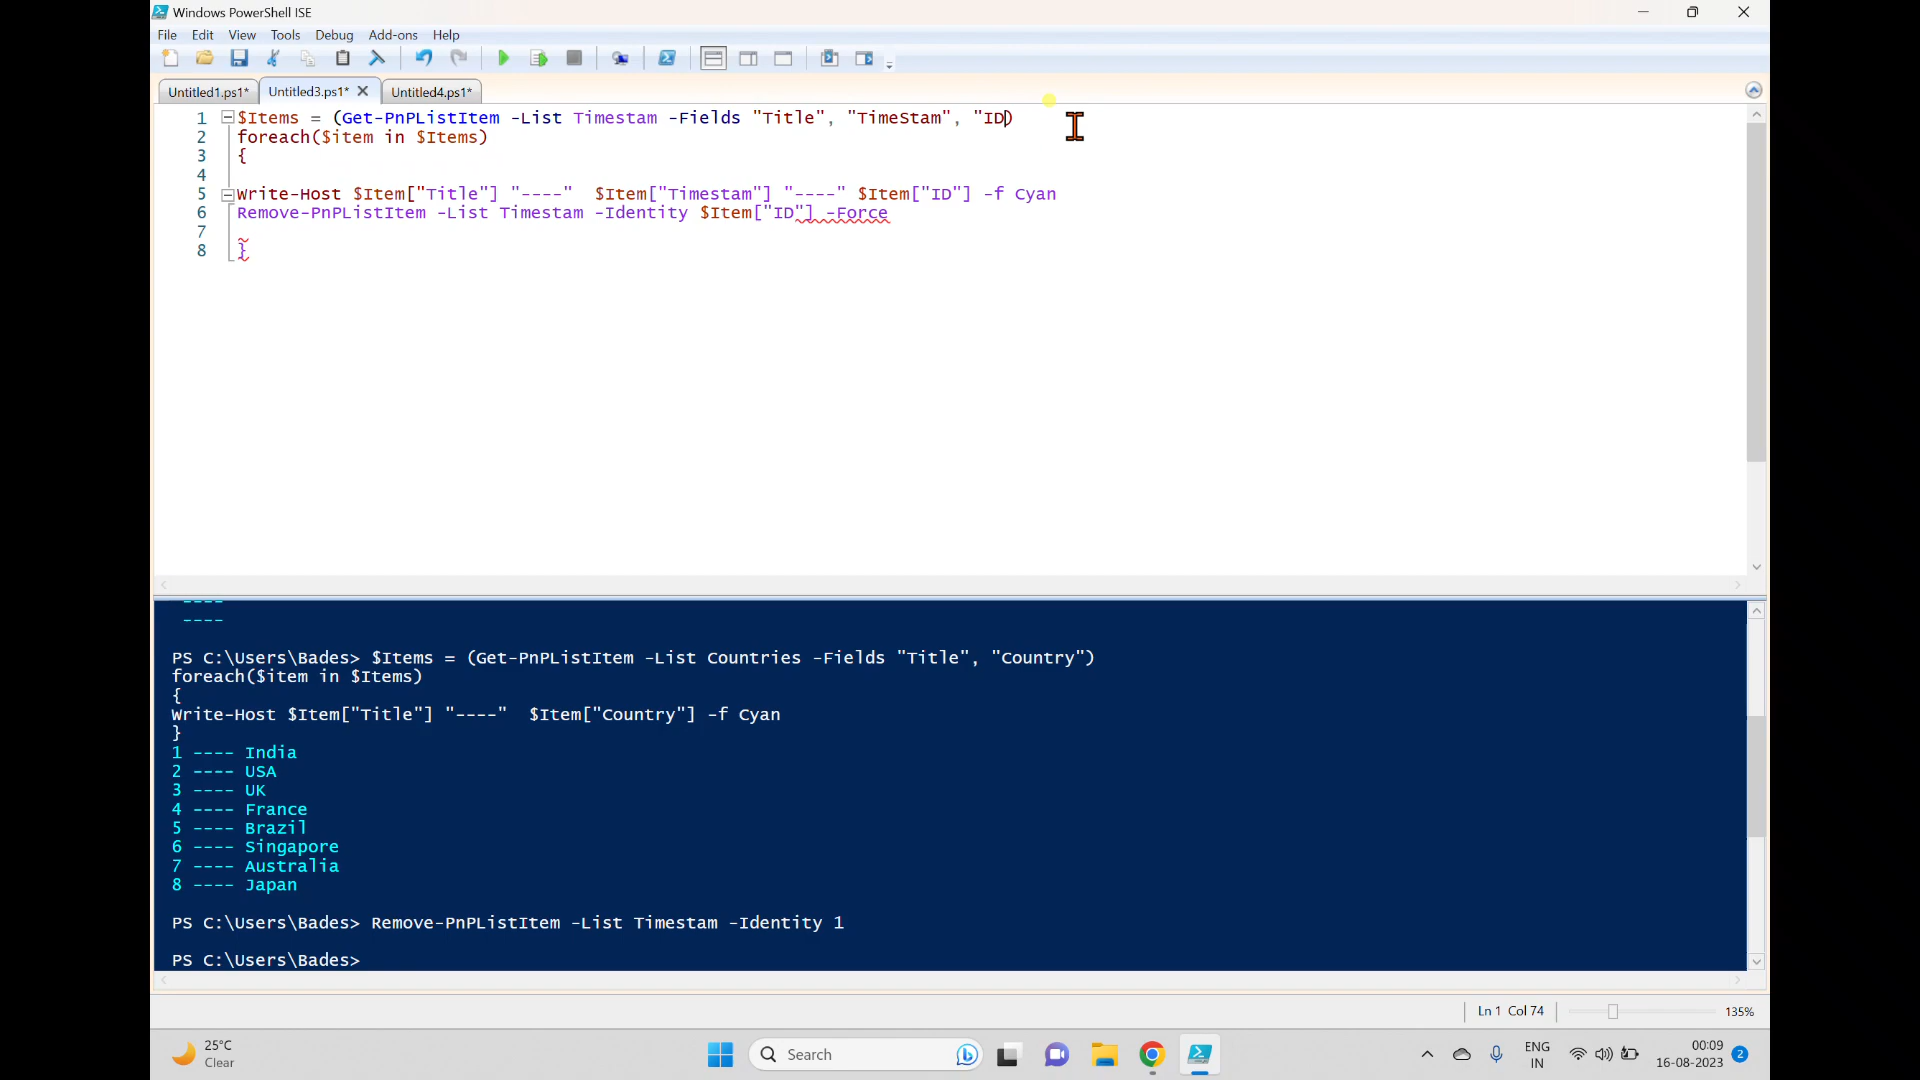 Windows PowerShell ISE
File Edit View Tools Debug Add-ons Help
Untitled1.ps1* Untitled3.ps1* Untitled4.ps1*
1 $Items = (Get-PnPListItem -List Timestam -Fields "Title", "TimeStam", "ID)
2 foreach($item in $Items)
3 {
4
5 Write-Host $Item["Title"] "----"  $Item["Timestam"] "----" $Item["ID"] -f Cyan
6 Remove-PnPListItem -List Timestam -Identity $Item["ID"] -Force
7
8 }
----
----
PS C:\Users\Bades> $Items = (Get-PnPListItem -List Countries -Fields "Title", "Country")
foreach($item in $Items)
{
Write-Host $Item["Title"] "----"  $Item["Country"] -f Cyan
}
1 ---- India
2 ---- USA
3 ---- UK
4 ---- France
5 ---- Brazil
6 ---- Singapore
7 ---- Australia
8 ---- Japan
PS C:\Users\Bades> Remove-PnPListItem -List Timestam -Identity 1
PS C:\Users\Bades>
Ln 1 Col 74 135%
25°C
Clear
Search
ENG
IN
00:09
16-08-2023
2